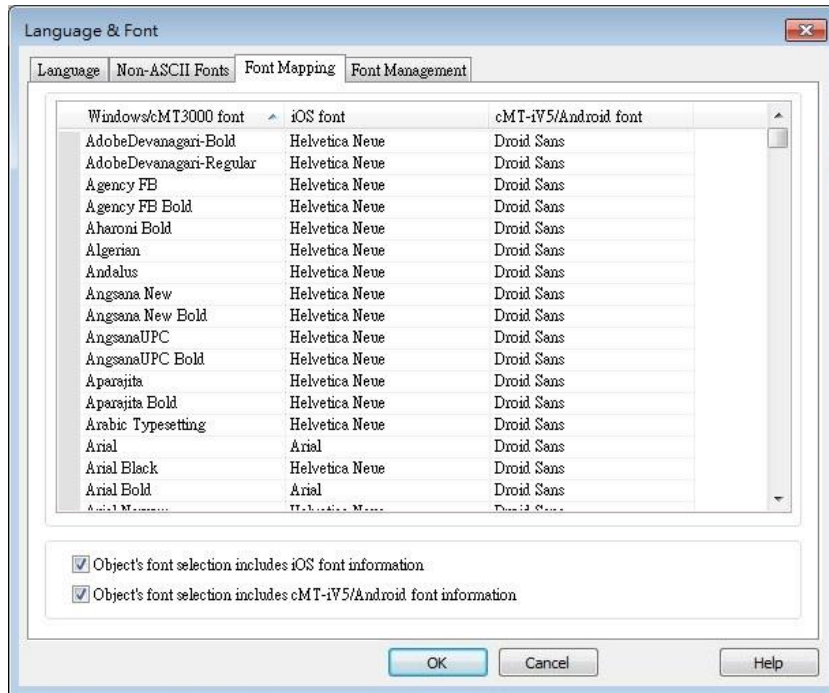 Language & Font
Language Non-ASCII Fonts Font Mapping Font Management
Windows/cMT3000 font iOS font cMT-iV5/Android font
AdobeDevanagari-Bold Helvetica Neue Droid Sans
AdobeDevanagari-Regular Helvetica Neue Droid Sans
Agency FB Helvetica Neue Droid Sans
Agency FB Bold Helvetica Neue Droid Sans
Aharoni Bold Helvetica Neue Droid Sans
Algerian Helvetica Neue Droid Sans
Andalus Helvetica Neue Droid Sans
Angsana New Helvetica Neue Droid Sans
Angsana New Bold Helvetica Neue Droid Sans
AngsanaUPC Helvetica Neue Droid Sans
AngsanaUPC Bold Helvetica Neue Droid Sans
Aparajita Helvetica Neue Droid Sans
Aparajita Bold Helvetica Neue Droid Sans
Arabic Typesetting Helvetica Neue Droid Sans
Arial Arial Droid Sans
Arial Black Helvetica Neue Droid Sans
Arial Bold Arial Droid Sans
Object's font selection includes iOS font information
Object's font selection includes cMT-iV5/Android font information
OK Cancel Help